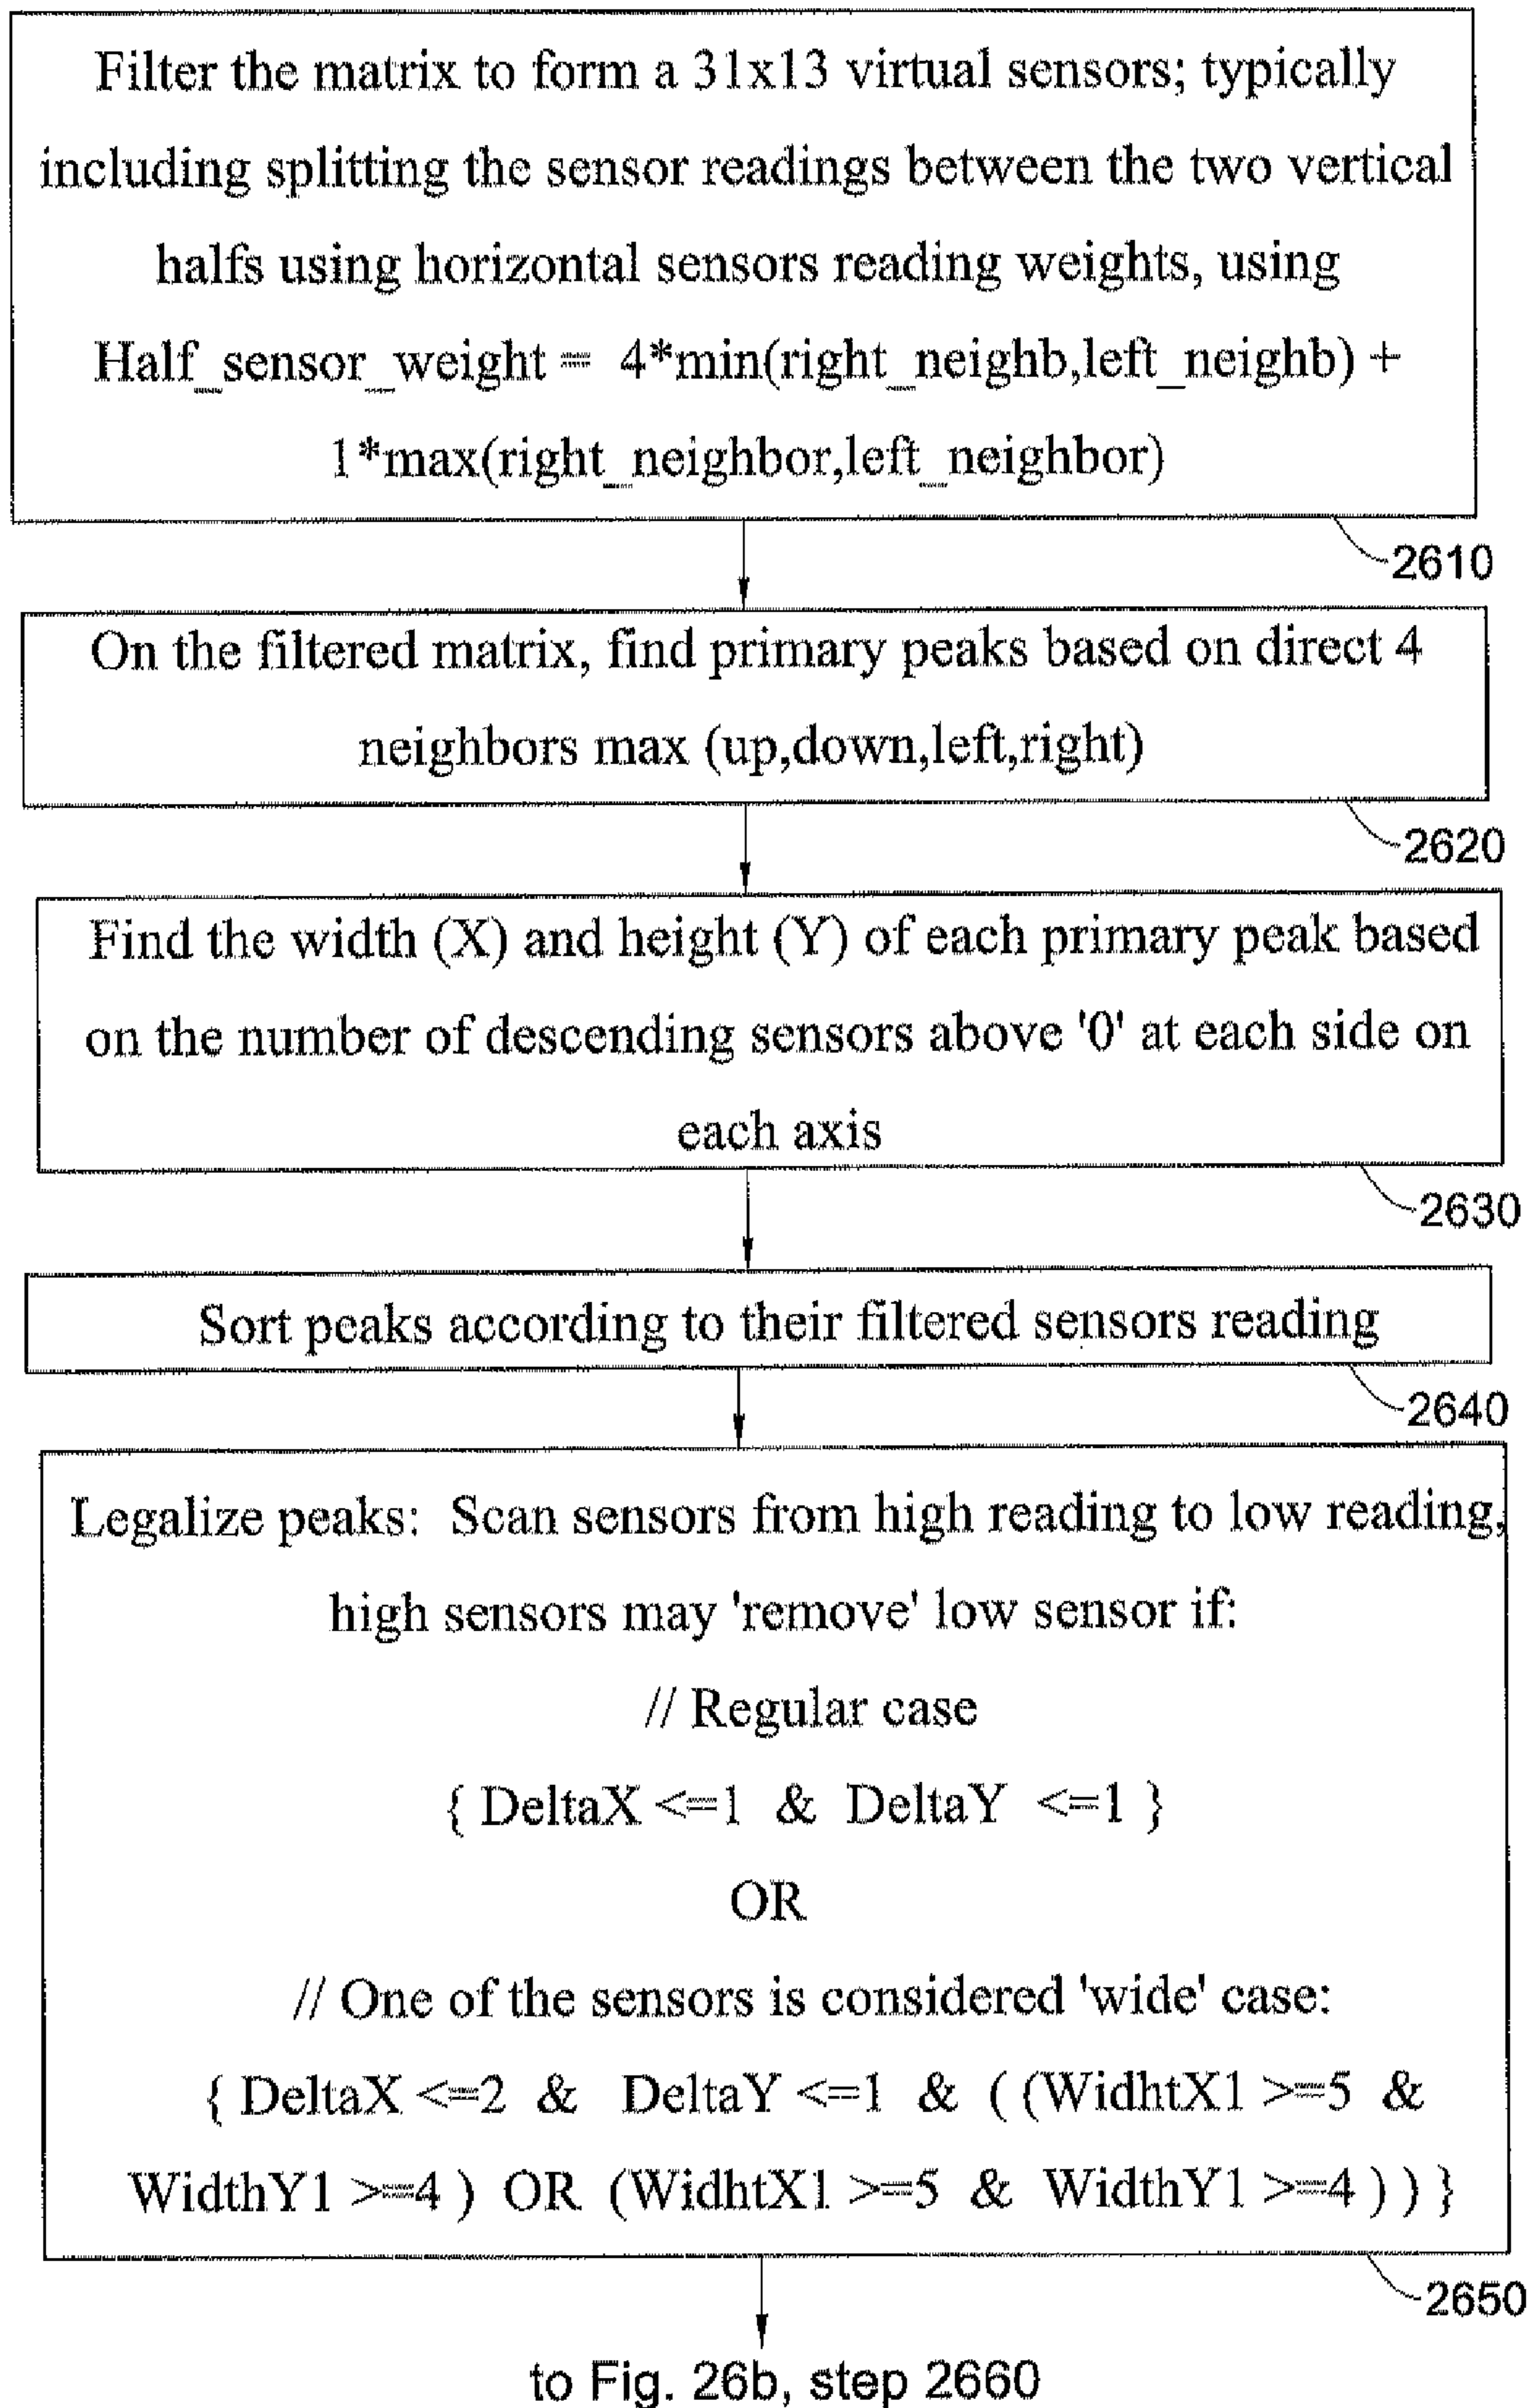 Filter the matrix to form a 31x13 virtual sensors; typically
including splitting the sensor readings between the two vertical
halfs using horizontal sensors reading weights, using
Half_sensor_weight = 4*min(right_neighb,left_neighb) +
1*max(right_neighbor,left_neighbor)
2610
On the filtered matrix, find primary peaks based on direct 4
neighbors max (up,down,left,right)
2620
Find the width (X) and height (Y) of each primary peak based
on the number of descending sensors above '0' at each side on
each axis
2630
Sort peaks according to their filtered sensors reading
2640
Legalize peaks: Scan sensors from high reading to low reading,
high sensors may 'remove' low sensor if:
// Regular case
{ DeltaX <=1 & DeltaY <=1 }
OR
// One of the sensors is considered 'wide' case:
{ DeltaX <=2 & DeltaY <=1 & ( (WidhtX1 >=5 &
WidthY1 >=4 ) OR (WidhtX1 >=5 & WidthY1 >=4 ) ) }
2650
to Fig. 26b, step 2660